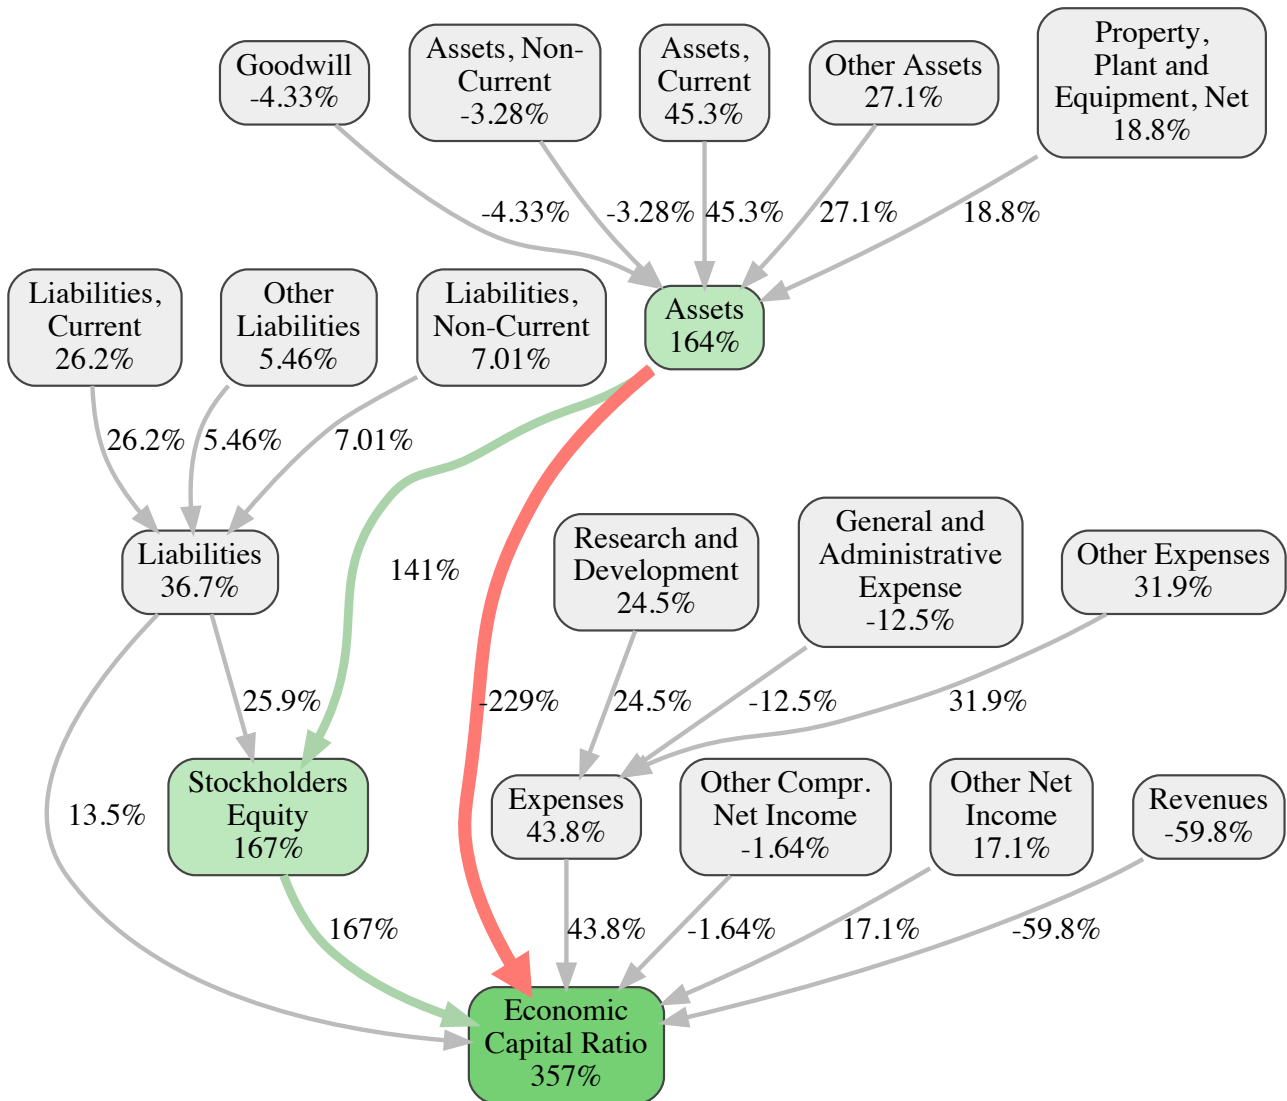 Goodwill
-4.33%
Assets, Non-
Current
-3.28%
Assets,
Current
45.3%
Other Assets
27.1%
Property,
Plant and
Equipment, Net
18.8%
-4.33%
-3.28%
45.3%
27.1%
18.8%
Liabilities,
Current
26.2%
Other
Liabilities
5.46%
Liabilities,
Non-Current
7.01%
Assets
164%
26.2%
5.46%
7.01%
Liabilities
36.7%
141%
Research and
Development
24.5%
General and
Administrative
Expense
-12.5%
Other Expenses
31.9%
25.9%
-229%
24.5%
-12.5%
31.9%
13.5%
Stockholders
Equity
167%
Expenses
43.8%
Other Compr.
Net Income
-1.64%
Other Net
Income
17.1%
Revenues
-59.8%
167%
43.8%
-1.64%
17.1%
-59.8%
Economic
Capital Ratio
357%